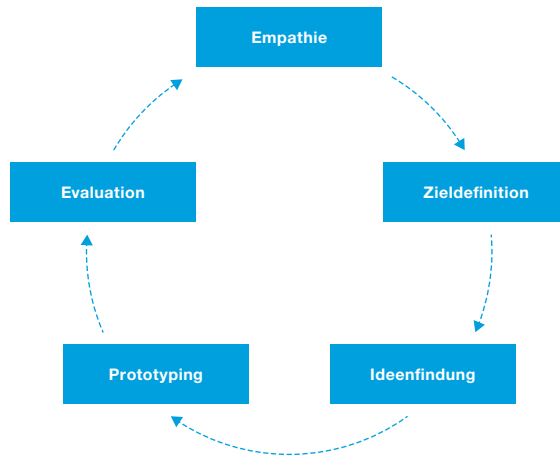 Empathie
Zieldefinition
Ideenfindung
Prototyping
Evaluation